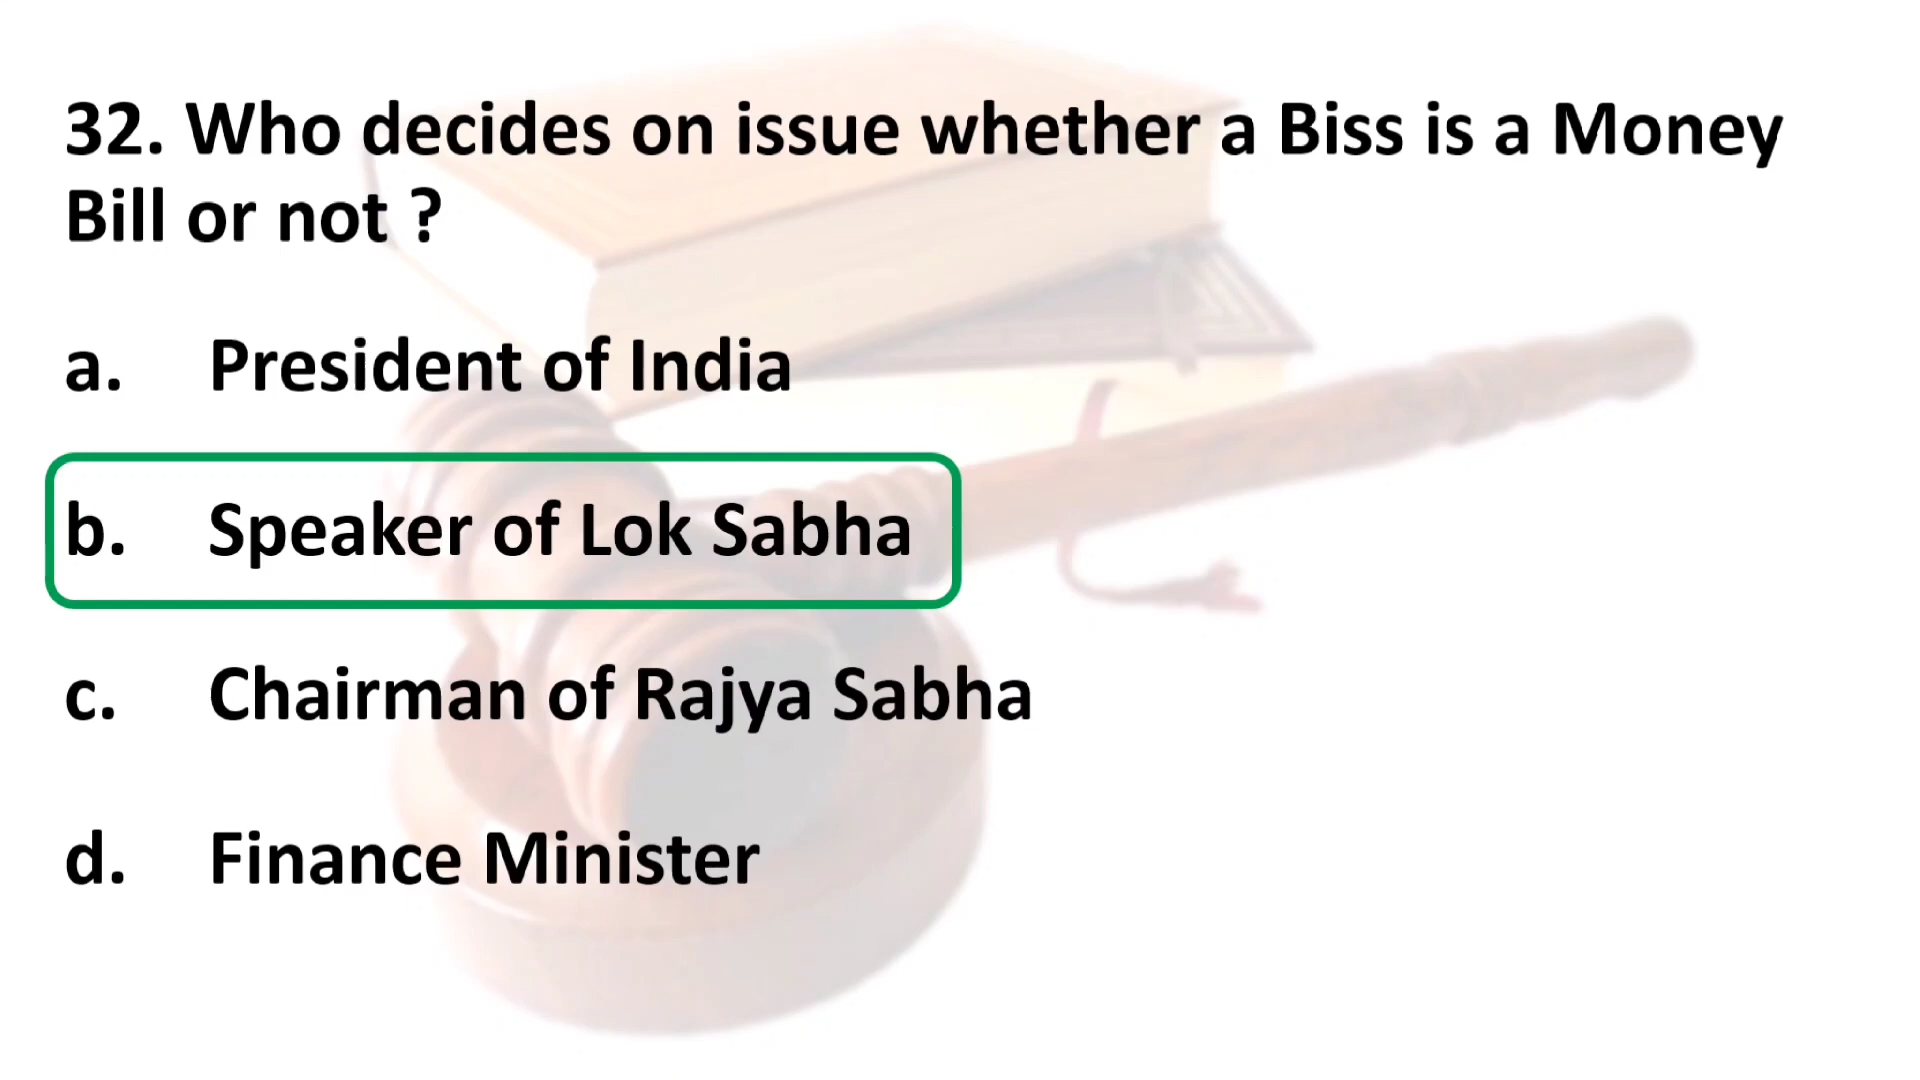 32. Who decides on issue whether a Biss is a Money
Bill or not ?
a. President of India
b. Speaker of Lok Sabha
c. Chairman of Rajya Sabha
d. Finance Minister